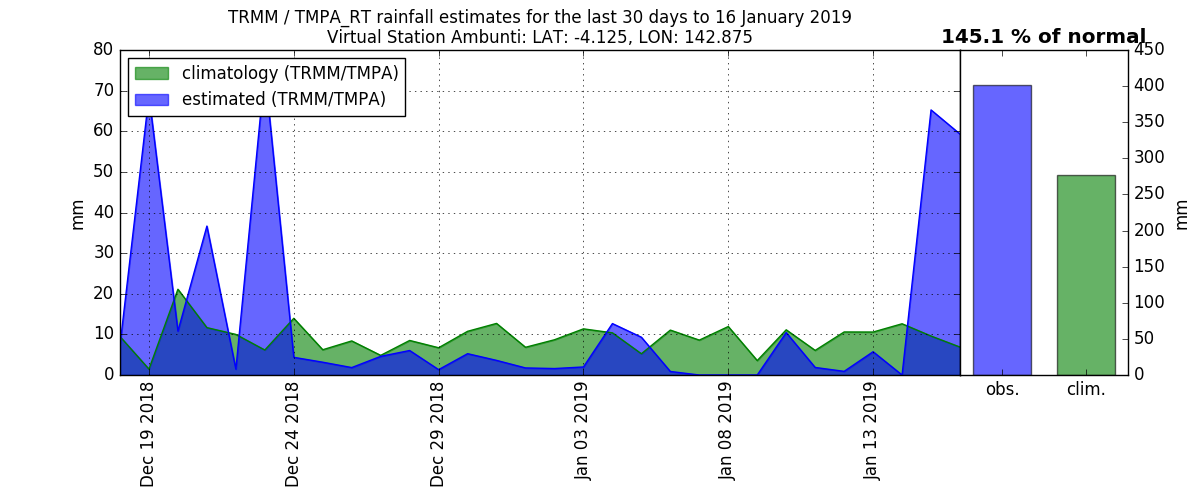 TRMM / TMPA_RT rainfall estimates for the last 30 days to 16 January 2019
Virtual Station Ambunti: LAT: -4.125, LON: 142.875
145.1 % of normal
climatology (TRMM/TMPA)
estimated (TRMM/TMPA)
mm
80
70
60
50
40
30
20
10
0
Dec 19 2018
Dec 24 2018
Dec 29 2018
Jan 03 2019
Jan 08 2019
Jan 13 2019
450
400
350
300
250
200
150
100
50
0
mm
obs.
clim.